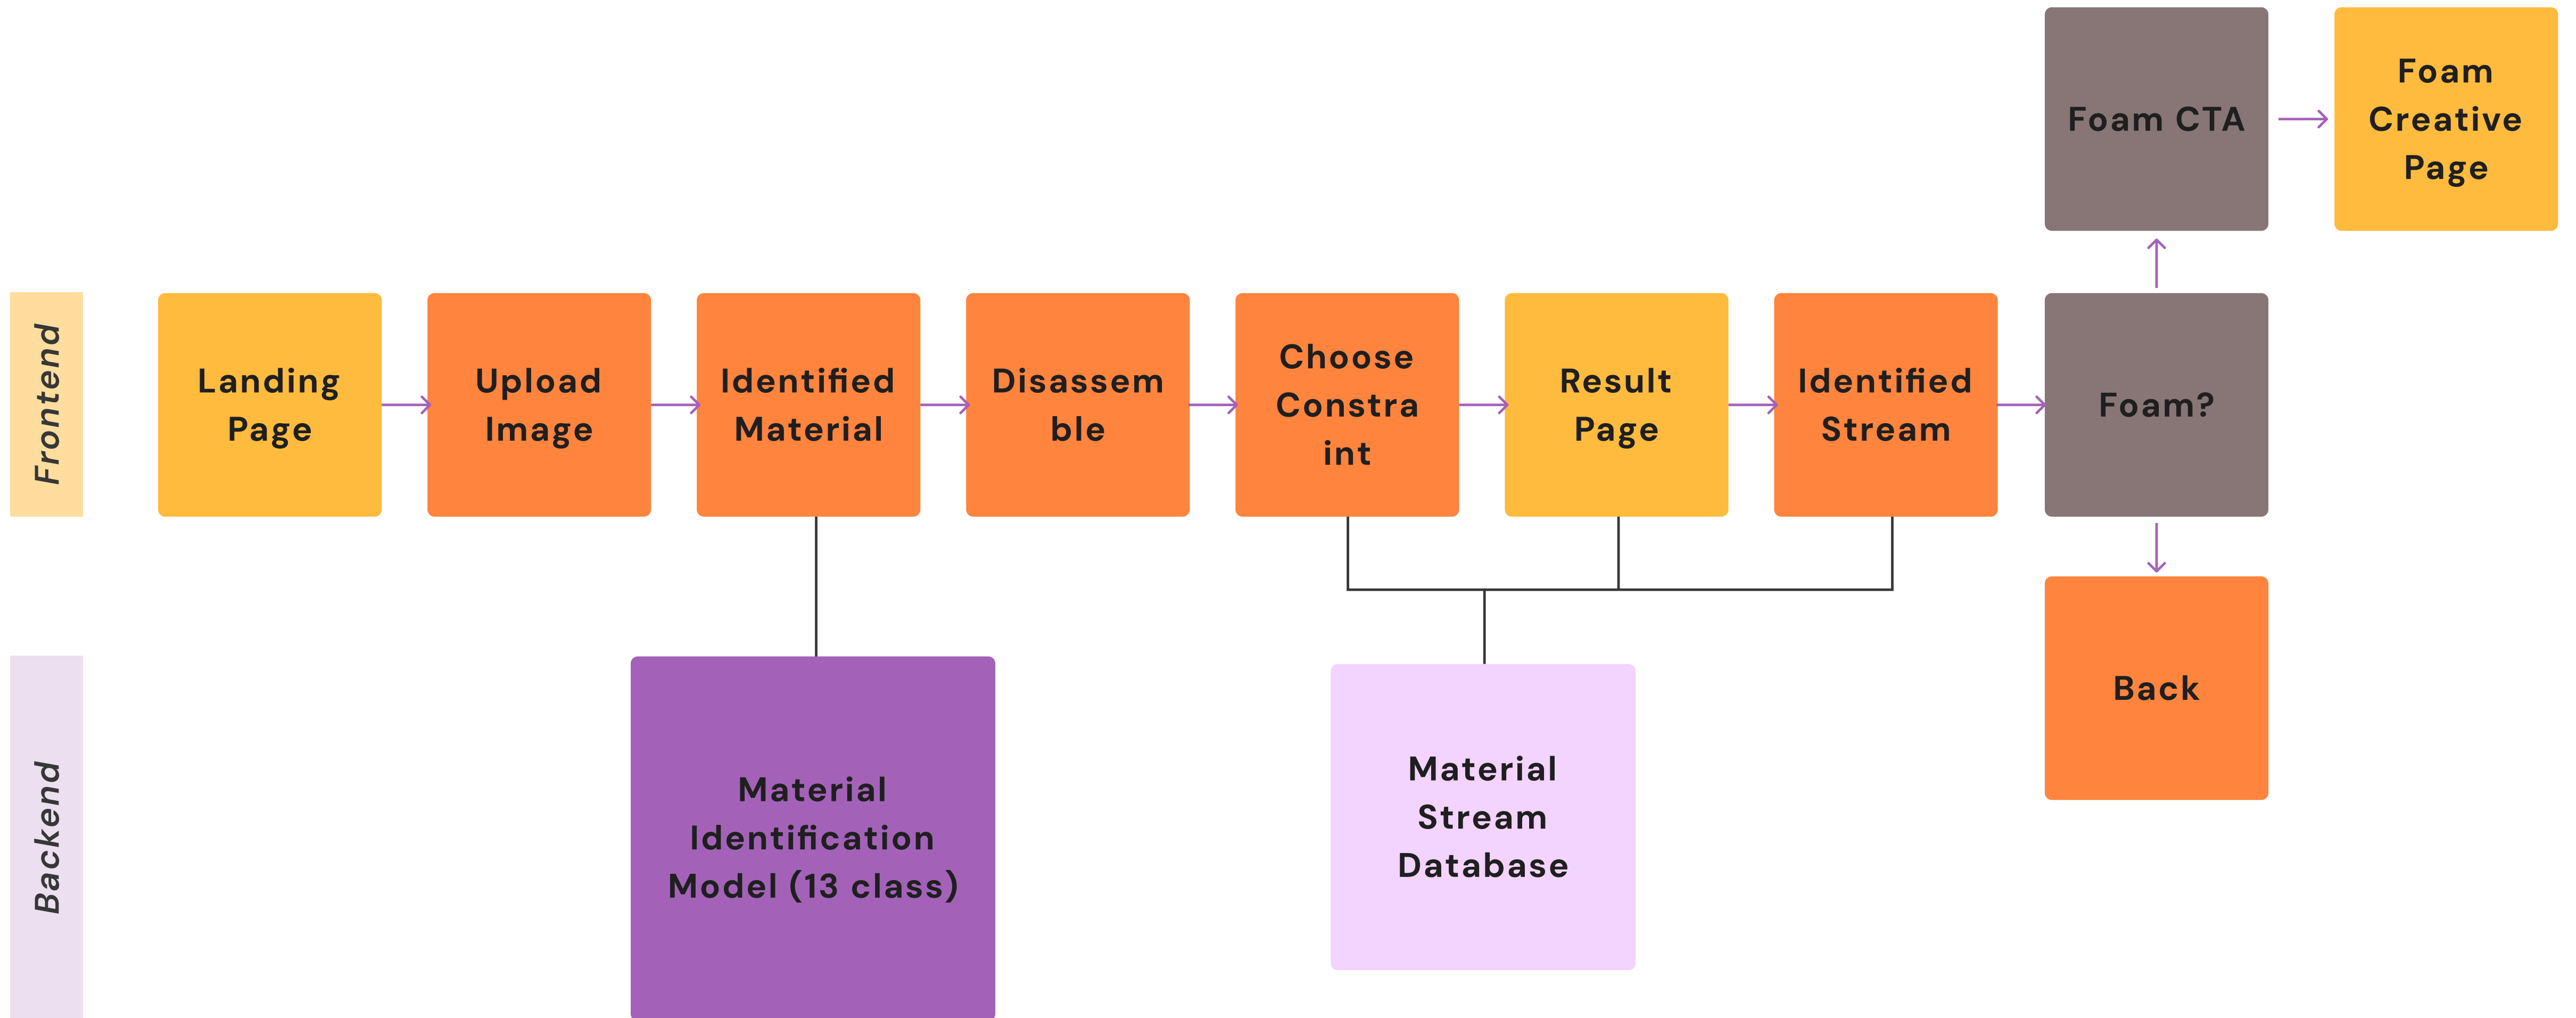 Foam CTA
Foam
Creative
Page
Frontend
Landing
Page
Upload
Image
Identified
Material
Disassem
ble
Choose
Constra
int
Result
Page
Identified
Stream
Foam?
Back
Backend
Material
Identification
Model (13 class)
Material
Stream
Database